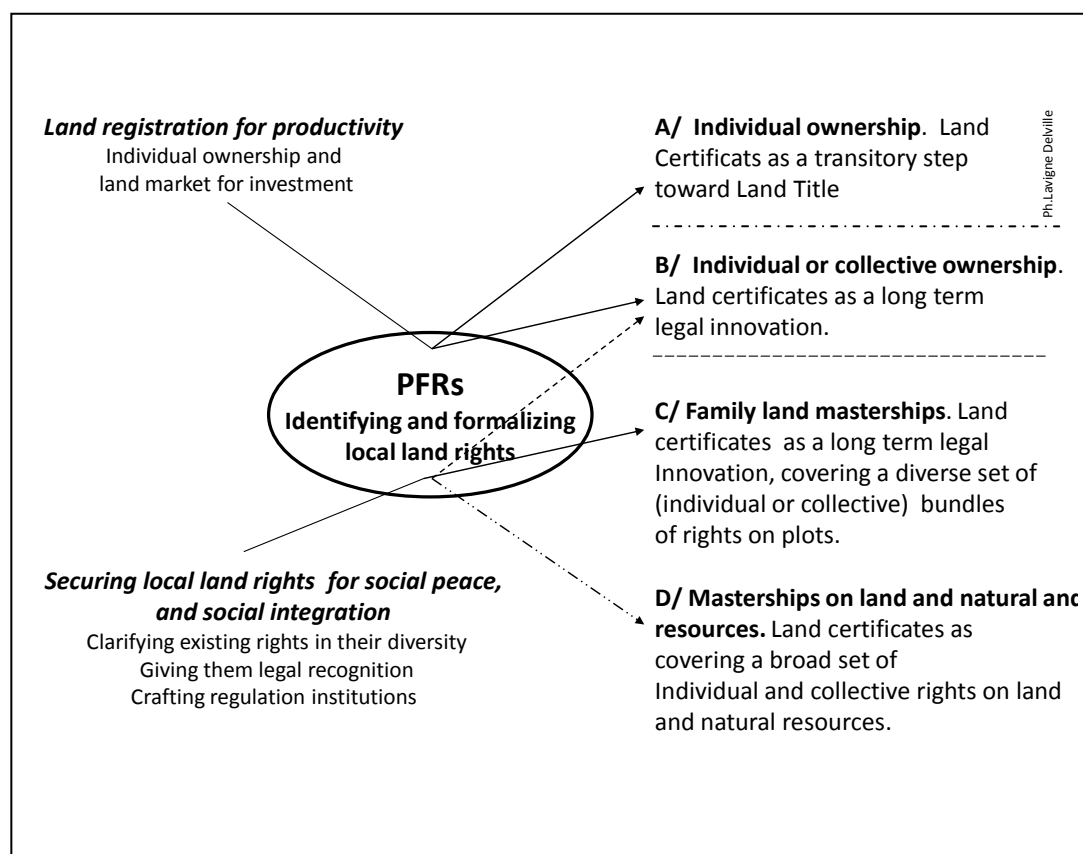 Land registration for productivity
Individual ownership and
land market for investment
A/ Individual ownership. Land
Certificats as a transitory step
toward Land Title
Ph.Lavigne Delville
B/ Individual or collective ownership.
Land certificates as a long term
legal innovation.
PFRs
Identifying and formalizing
local land rights
C/ Family land masterships. Land
certificates as a long term legal
Innovation, covering a diverse set of
(individual or collective) bundles
of rights on plots.
Securing local land rights for social peace,
and social integration
Clarifying existing rights in their diversity
Giving them legal recognition
Crafting regulation institutions
D/ Masterships on land and natural and
resources. Land certificates as
covering a broad set of
Individual and collective rights on land
and natural resources.